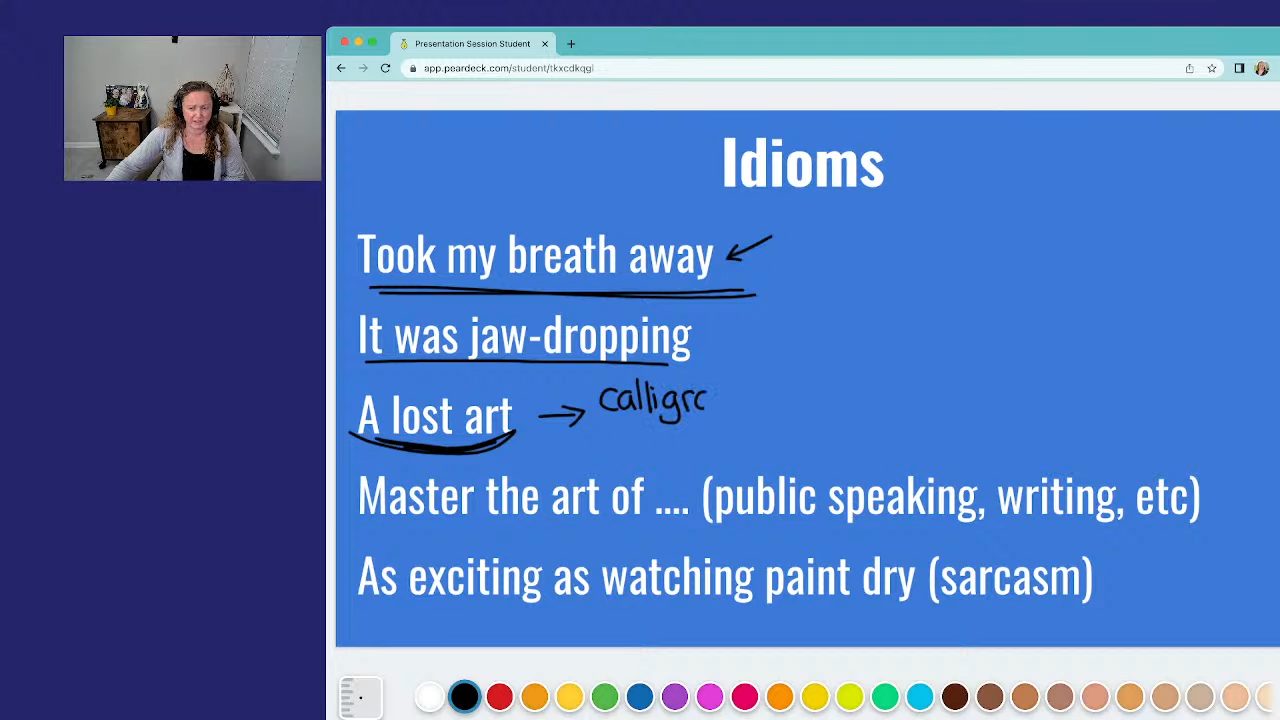 Presentation Session Student
app.peardeck.com/student/tkxcdkqgl
Idioms
Took my breath away
It was jaw-dropping
calligra
A lost art
Master the art of .... (public speaking, writing, etc)
As exciting as watching paint dry (sarcasm)